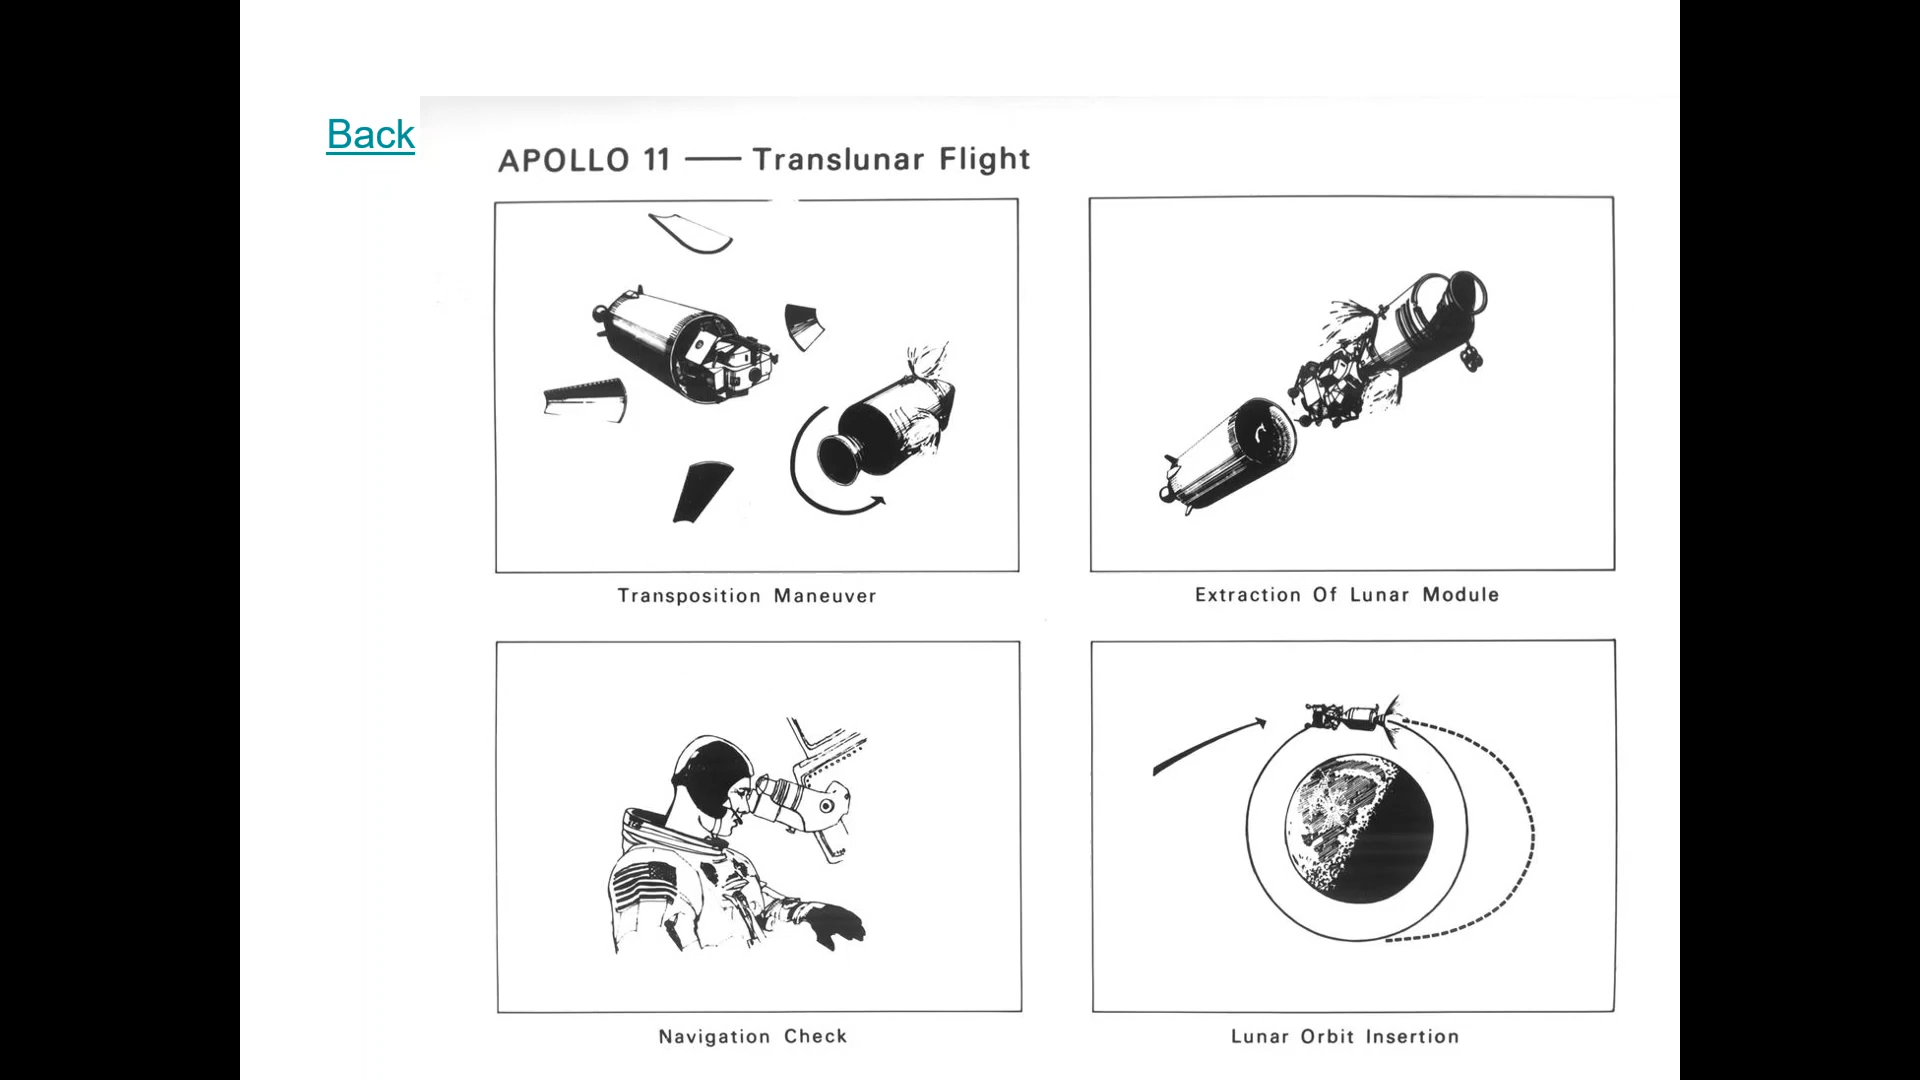 Back
APOLLO 11 — Translunar Flight
Transposition Maneuver
Extraction Of Lunar Module
Navigation Check
Lunar Orbit Insertion